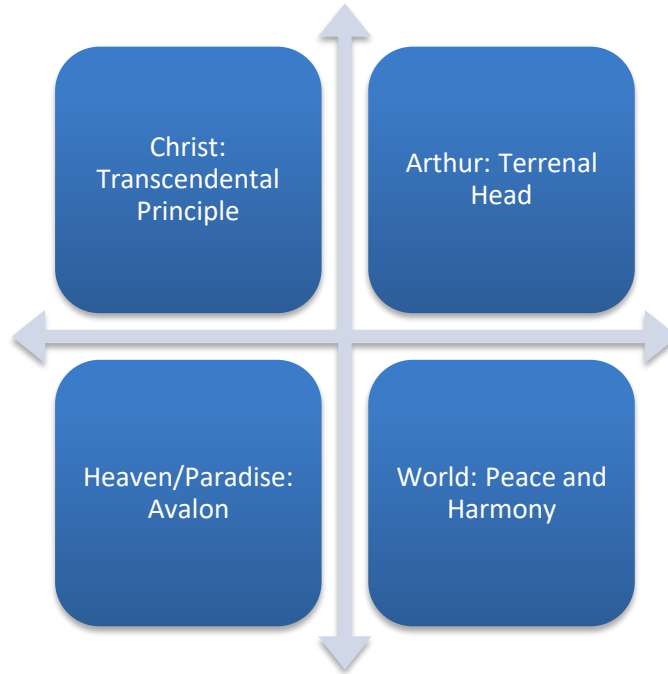 Christ:
Transcendental
Principle
Arthur: Terrenal
Head
Heaven/Paradise:
Avalon
World: Peace and
Harmony